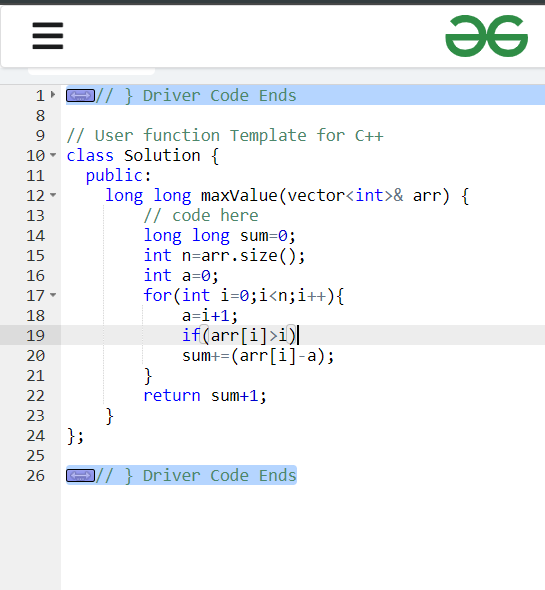 1 // } Driver Code Ends
8
9 // User function Template for C++
10 class Solution {
11 public:
12 long long maxValue(vector<int>& arr) {
13 // code here
14 long long sum=0;
15 int n=arr.size();
16 int a=0;
17 for(int i=0;i<n;i++){
18 a=i+1;
19 if(arr[i]>i)
20 sum+=(arr[i]-a);
21 }
22 return sum+1;
23 }
24 };
25
26 // } Driver Code Ends